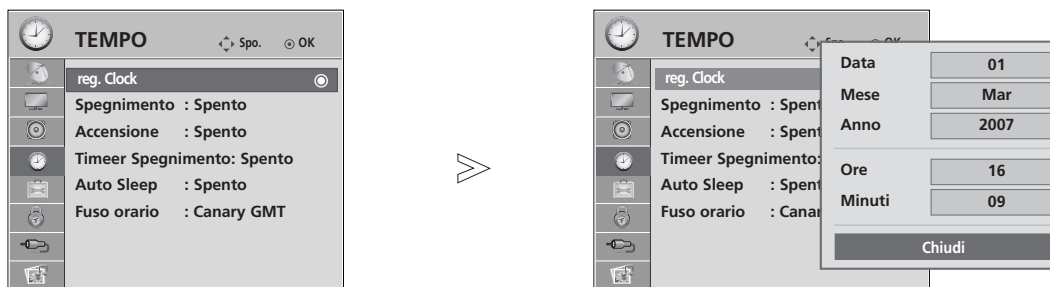 TEMPO Spo. OK
reg. Clock
Spegnimento : Spento
Accensione : Spento
Timeer Spegnimento: Spento
Auto Sleep : Spento
Fuso orario : Canary GMT
>
TEMPO
reg. Clock
Spegnimento : Spent
Accensione : Spent
Timeer Spegnimento:
Auto Sleep : Spent
Fuso orario : Canar
Data 01
Mese Mar
Anno 2007
Ore 16
Minuti 09
Chiudi